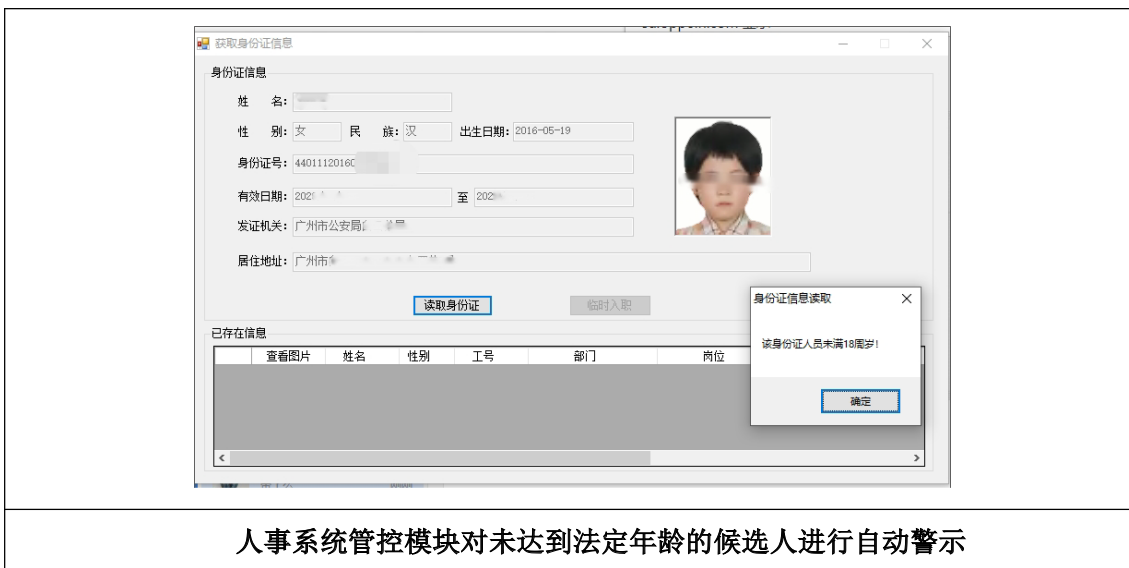 获取身份证信息
身份证信息
姓 名:
性 别: 女 民 族: 汉 出生日期: 2016-05-19
身份证号: 44011120160
有效日期: 202 至 202
发证机关: 广州市公安局
居住地址: 广州市
读取身份证 临时入职
身份证信息读取
该身份证人员未满18周岁!
确定
已存在信息
查看图片 姓名 性别 工号 部门 岗位
人事系统管控模块对未达到法定年龄的候选人进行自动警示